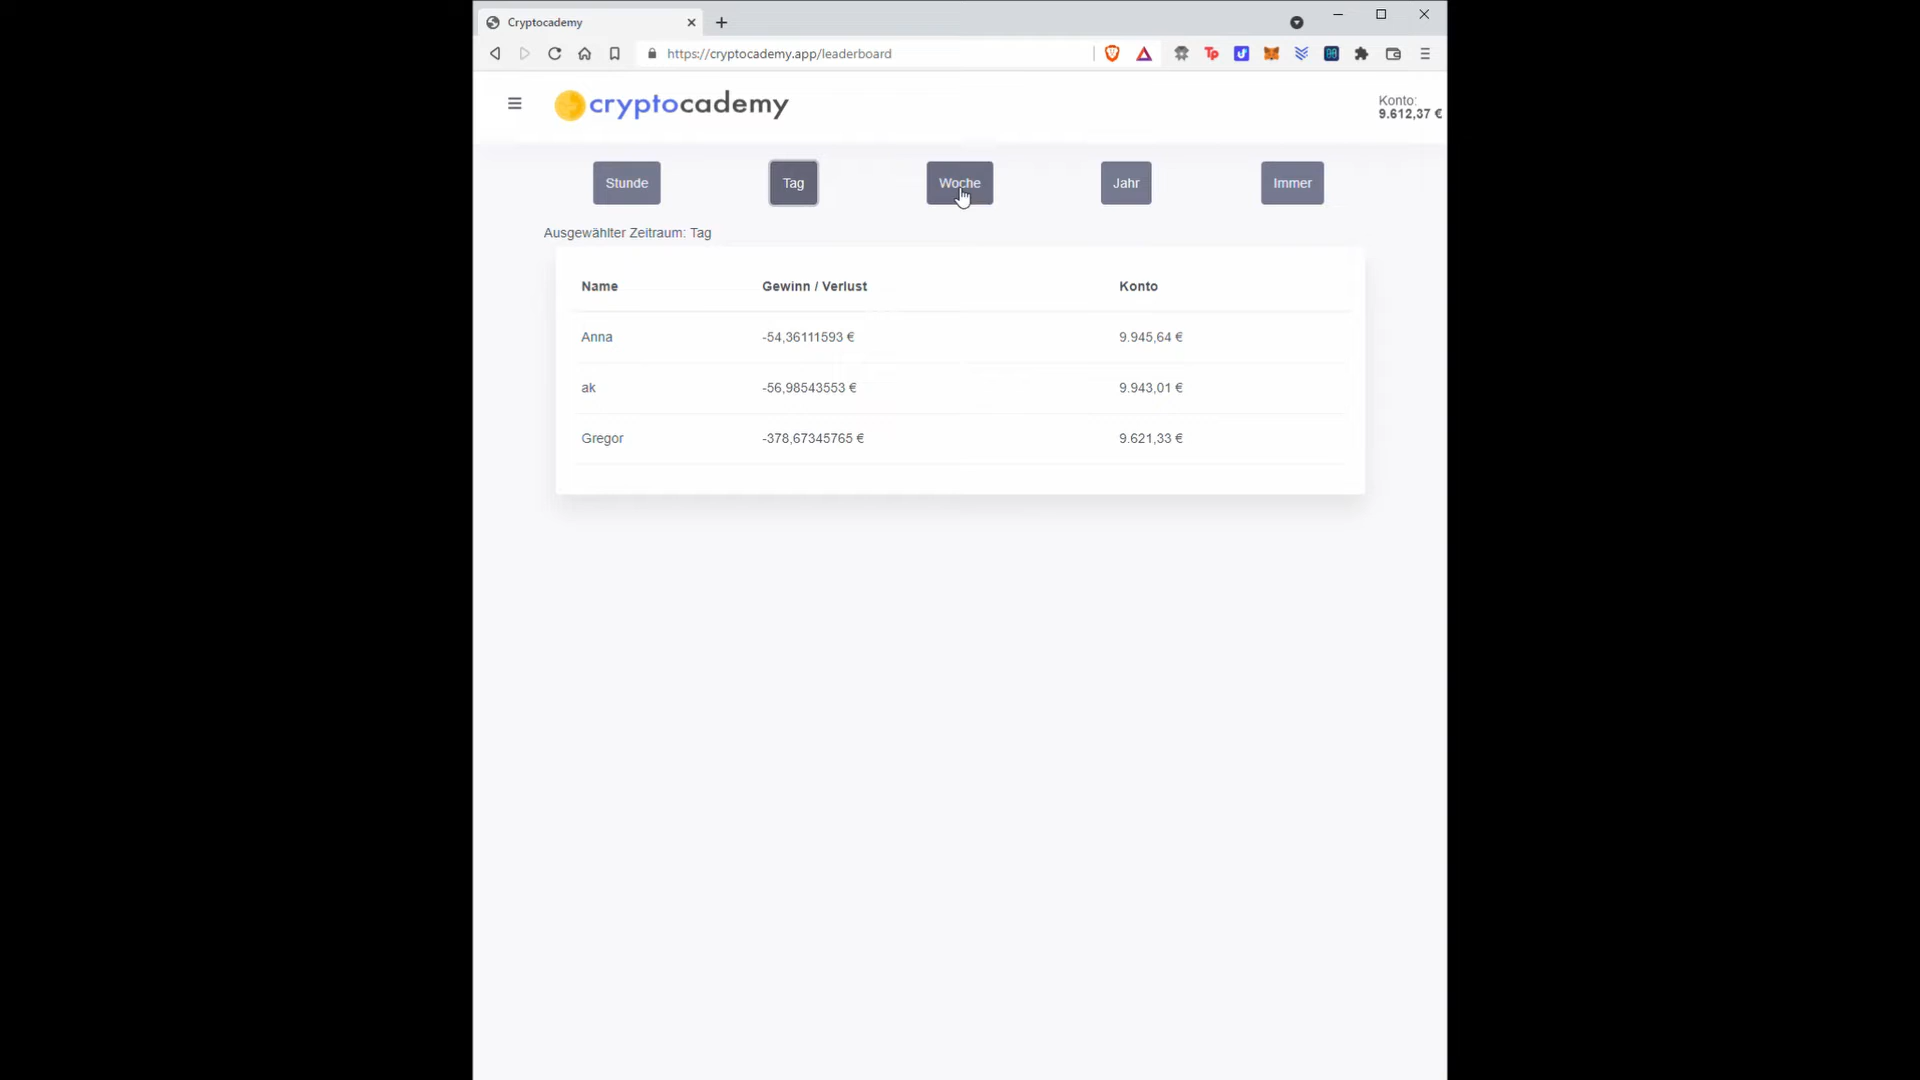 Cryptocademy
https://cryptocademy.app/leaderboard
Tp
cryptocademy
Konto:
9.612,37 €
Stunde
Tag
Woche
Jahr
Immer
Ausgewählter Zeitraum: Tag
Name Gewinn / Verlust Konto
Anna -54,36111593 € 9.945,64 €
ak -56,98543553 € 9.943,01 €
Gregor -378,67345765 € 9.621,33 €